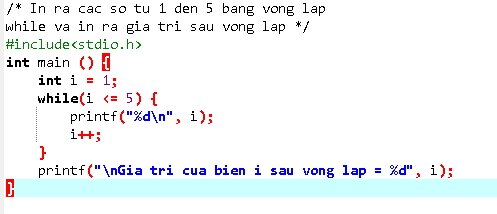 /* In ra cac so tu 1 den 5 bang vong lap
while va in ra gia tri sau vong lap */
#include<stdio.h>
int main () {
    int i = 1;
    while(i <= 5) {
        printf("%d\n", i);
        i++;
    }
    printf("\nGia tri cua bien i sau vong lap = %d", i);
}